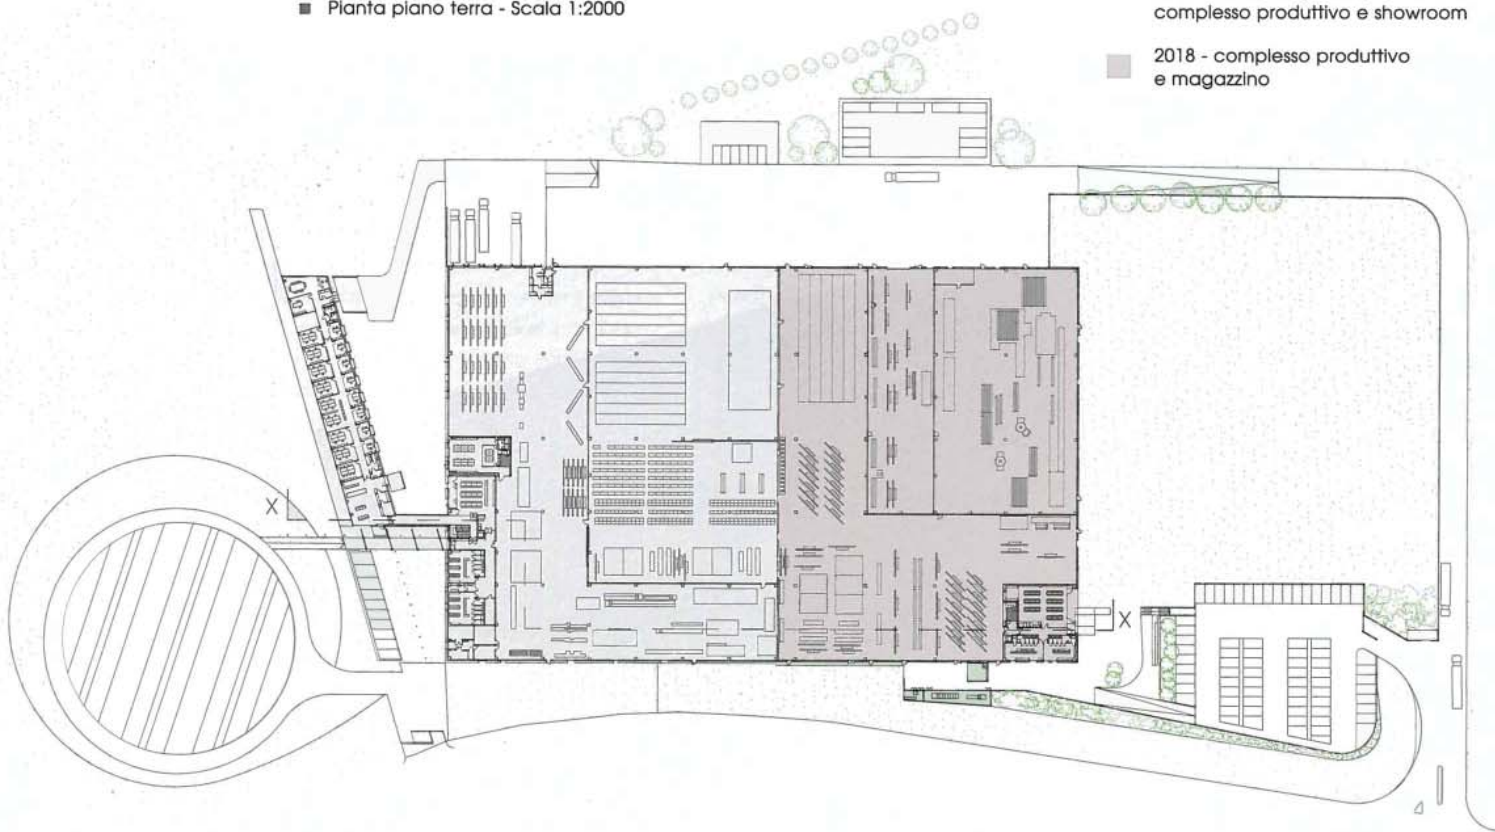 Pianta piano terra - Scala 1:2000
complesso produttivo e showroom
2018 - complesso produttivo
e magazzino
X
X